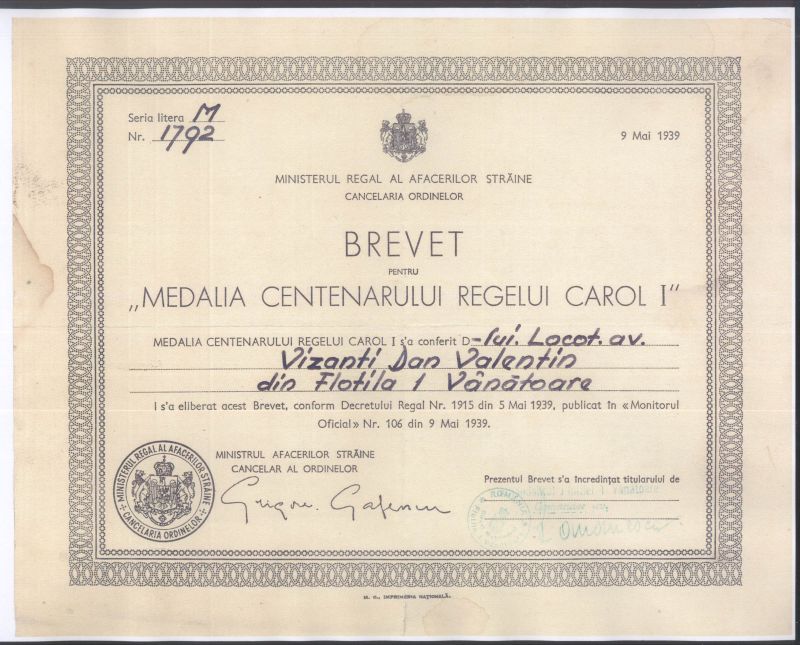 Seria litera M
Nr. 1792
9 Mai 1939
MINISTERUL REGAL AL AFACERILOR STRĂINE
CANCELARIA ORDINELOR
BREVET
PENTRU
„MEDALIA CENTENARULUI REGELUI CAROL I"
MEDALIA CENTENARULUI REGELUI CAROL I s'a conferit D-lui. Locot. av.
Vizanti Dan Valentin
din Flotila 1 Vânătoare
I s'a eliberat acest Brevet, conform Decretului Regal Nr. 1915 din 5 Mai 1939, publicat în «Monitorul
Oficial» Nr. 106 din 9 Mai 1939.
MINISTRUL AFACERILOR STRĂINE
CANCELAR AL ORDINELOR
Grigore Gafencu
MINISTERUL REGAL AL AFACERILOR STRĂINE
CANCELARIA ORDINELOR
Prezentul Brevet s'a încredințat titularului de
M. O., IMPRIMERIA NAȚIONALĂ.